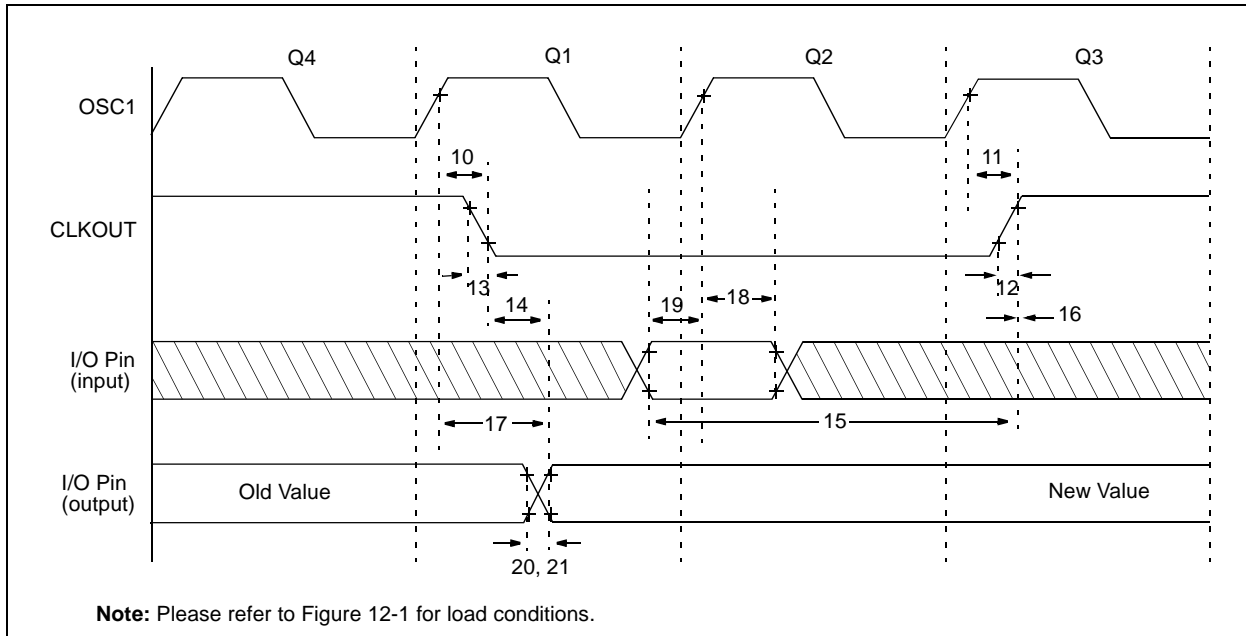 Q4 Q1 Q2 Q3
OSC1
10 11
CLKOUT
13 12
14 19 18 16
I/O Pin
(input)
17 15
I/O Pin
(output)
Old Value New Value
20, 21
Note: Please refer to Figure 12-1 for load conditions.